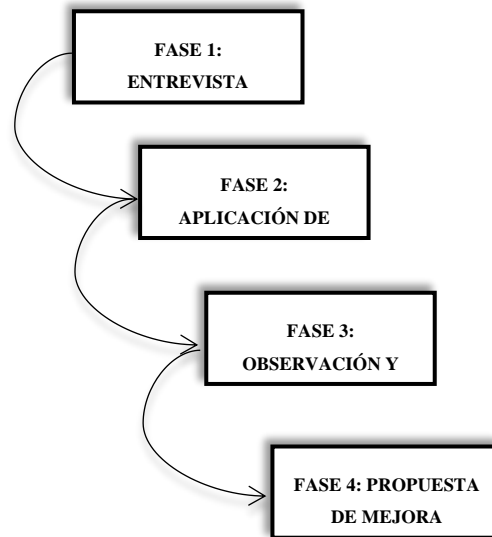 FASE 1:
ENTREVISTA
FASE 2:
APLICACIÓN DE
FASE 3:
OBSERVACIÓN Y
FASE 4: PROPUESTA
DE MEJORA